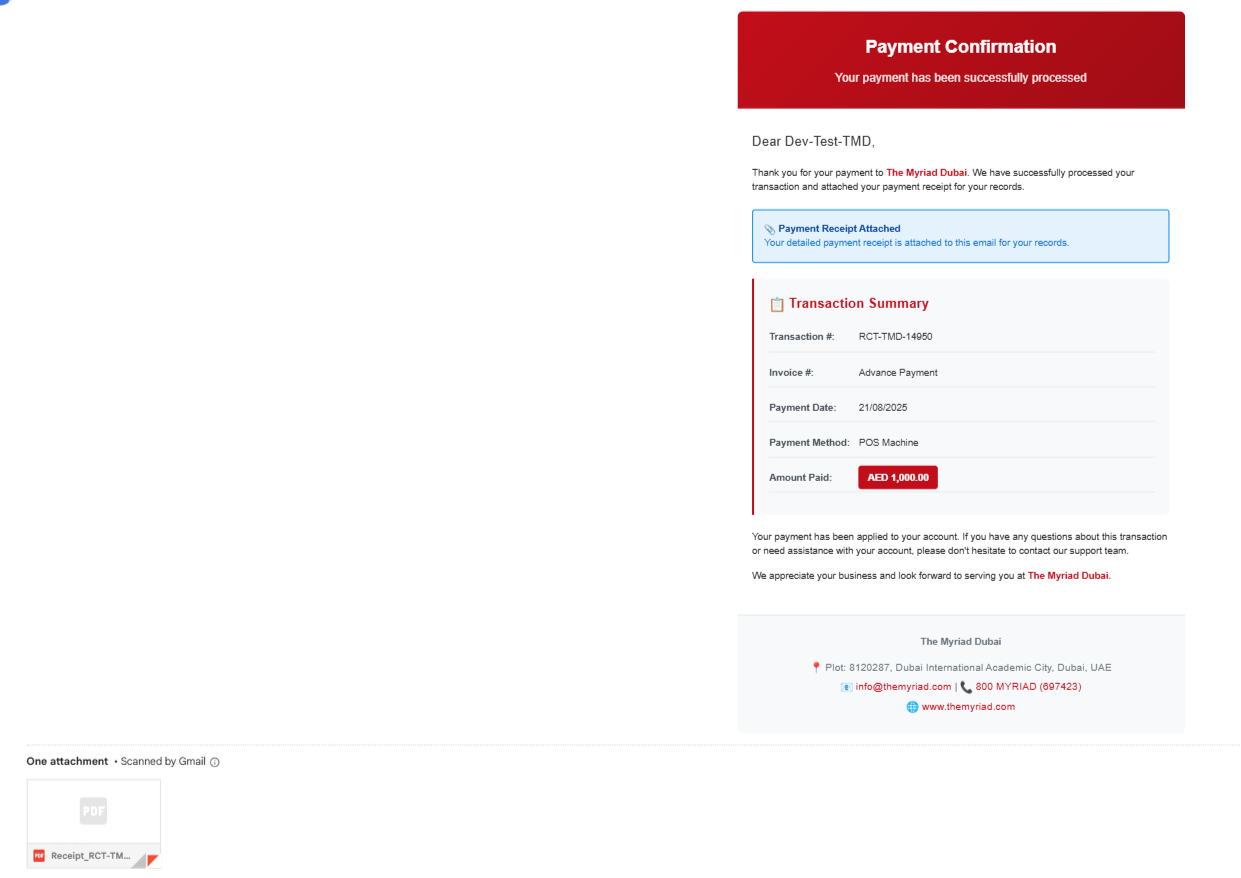 Payment Confirmation
Your payment has been successfully processed
Dear Dev-Test-TMD,
Thank you for your payment to The Myriad Dubai. We have successfully processed your
transaction and attached your payment receipt for your records.
📎 Payment Receipt Attached
Your detailed payment receipt is attached to this email for your records.
📋 Transaction Summary
Transaction #: RCT-TMD-14950
Invoice #: Advance Payment
Payment Date: 21/08/2025
Payment Method: POS Machine
Amount Paid: AED 1,000.00
Your payment has been applied to your account. If you have any questions about this transaction
or need assistance with your account, please don't hesitate to contact our support team.
We appreciate your business and look forward to serving you at The Myriad Dubai.
The Myriad Dubai
📍 Plot: 8120287, Dubai International Academic City, Dubai, UAE
📧 info@themyriad.com | 📞 800 MYRIAD (697423)
🌐 www.themyriad.com
One attachment • Scanned by Gmail
PDF
PDF Receipt_RCT-TM...